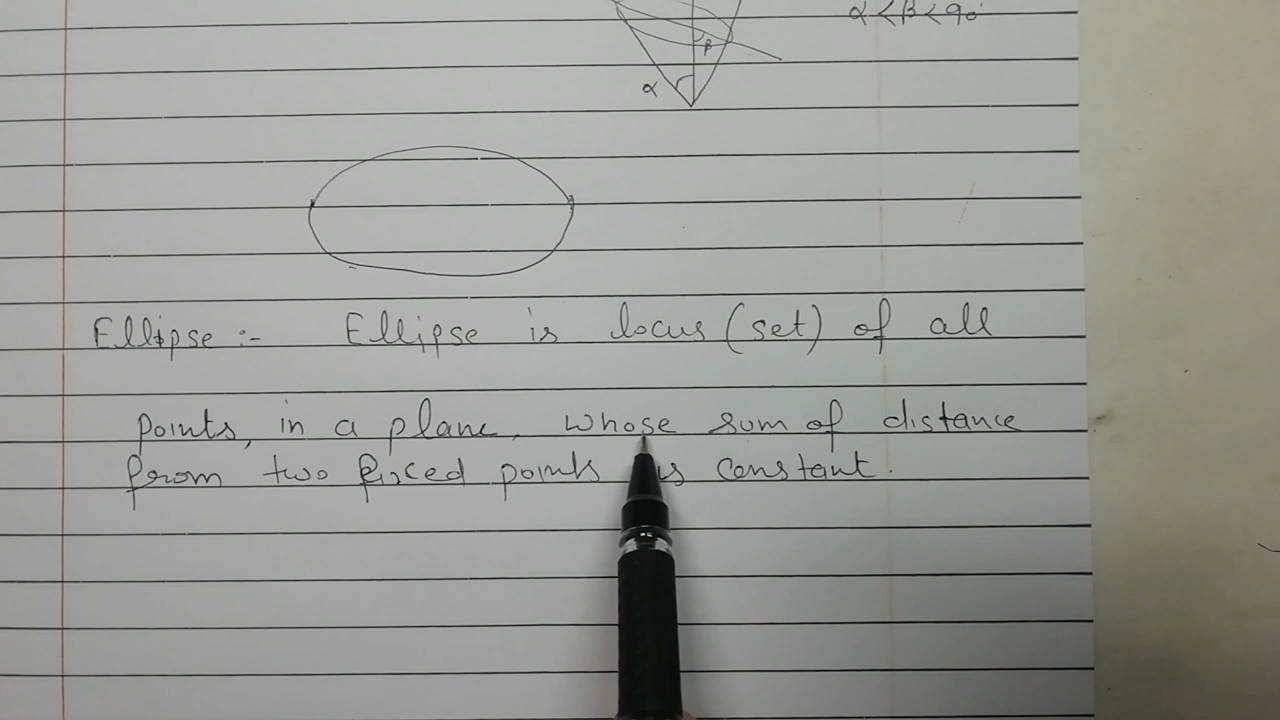 α < β < 90°
β
α
Ellipse :- Ellipse is locus (set) of all
points, in a plane, whose sum of distance
from two fixed points is constant.